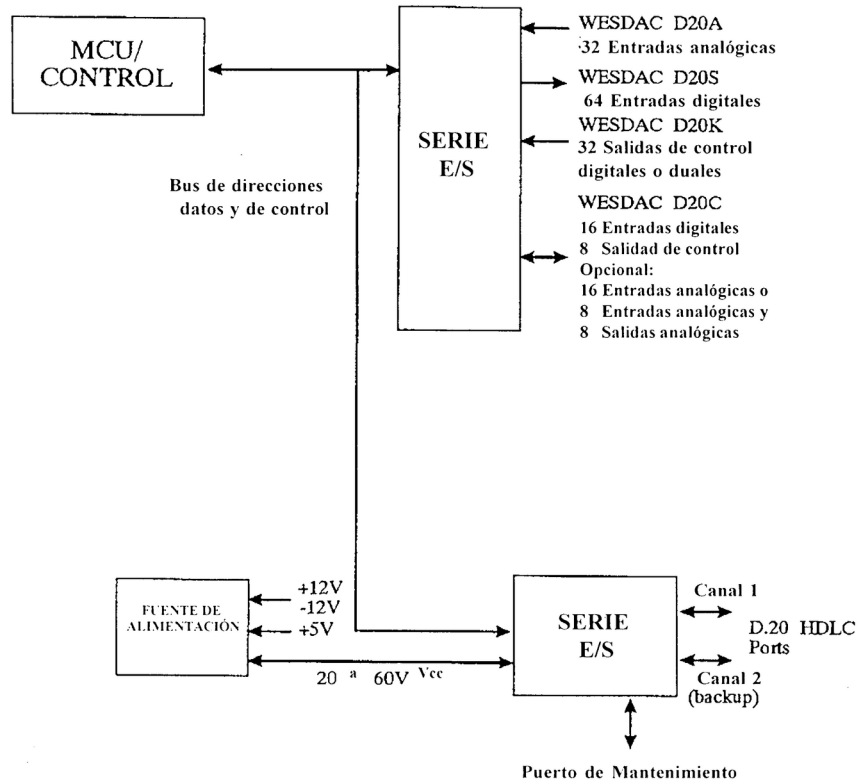 MCU/
CONTROL
Bus de direcciones
datos y de control
SERIE
E/S
WESDAC D20A
32 Entradas analógicas
WESDAC D20S
64 Entradas digitales
WESDAC D20K
32 Salidas de control
digitales o duales
WESDAC D20C
16 Entradas digitales
8 Salidad de control
Opcional:
16 Entradas analógicas o
8 Entradas analógicas y
8 Salidas analógicas
FUENTE DE
ALIMENTACIÓN
+12V
-12V
+5V
20 a 60V Vcc
SERIE
E/S
Canal 1
D.20 HDLC
Ports
Canal 2
(backup)
Puerto de Mantenimiento